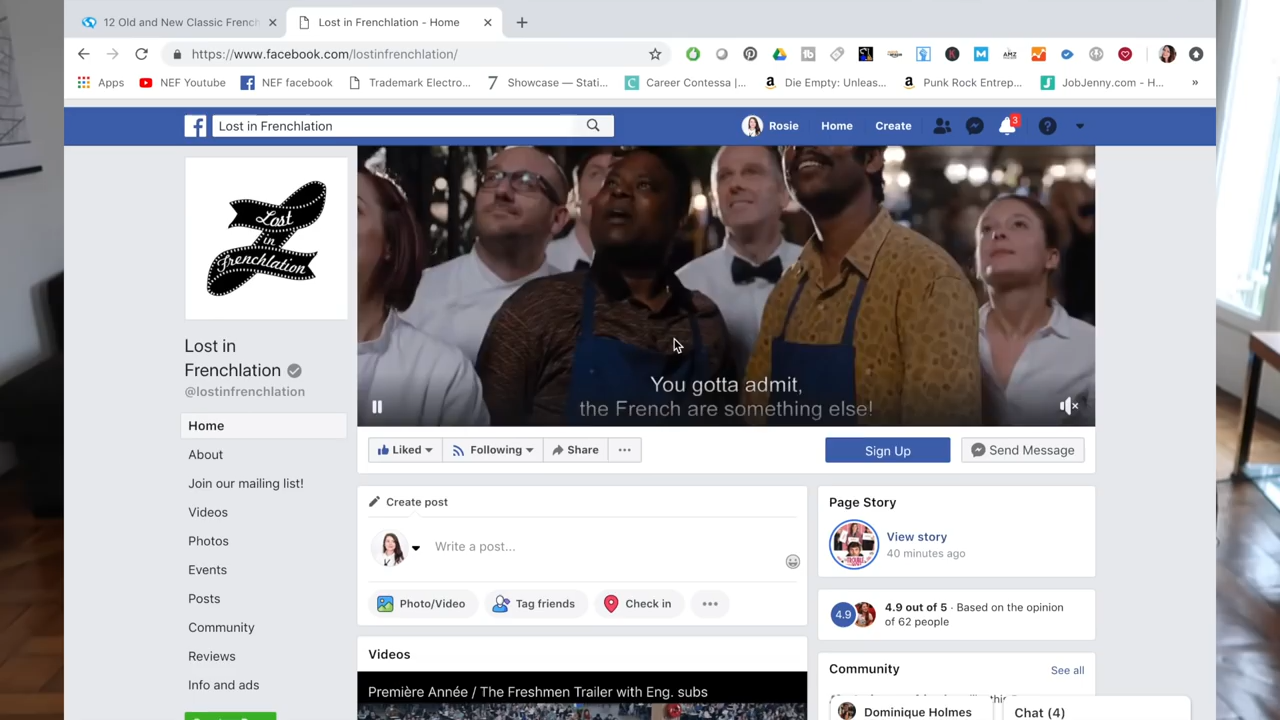 12 Old and New Classic French
Lost in Frenchlation - Home
https://www.facebook.com/lostinfrenchlation/
Apps
NEF Youtube
NEF facebook
Trademark Electro...
Showcase — Stati...
Career Contessa |...
Die Empty: Unleas...
Punk Rock Entrep...
JobJenny.com - H...
»
Lost in Frenchlation
Rosie
Home
Create
3
Lost
in
Frenchlation
You gotta admit,
the French are something else!
Lost in
Frenchlation
@lostinfrenchlation
Home
About
Join our mailing list!
Videos
Photos
Events
Posts
Community
Reviews
Info and ads
Liked
Following
Share
Sign Up
Send Message
Create post
Write a post...
Photo/Video
Tag friends
Check in
Videos
Première Année / The Freshmen Trailer with Eng. subs
Page Story
View story
40 minutes ago
4.9
4.9 out of 5 · Based on the opinion
of 62 people
Community
See all
Dominique Holmes
Chat (4)